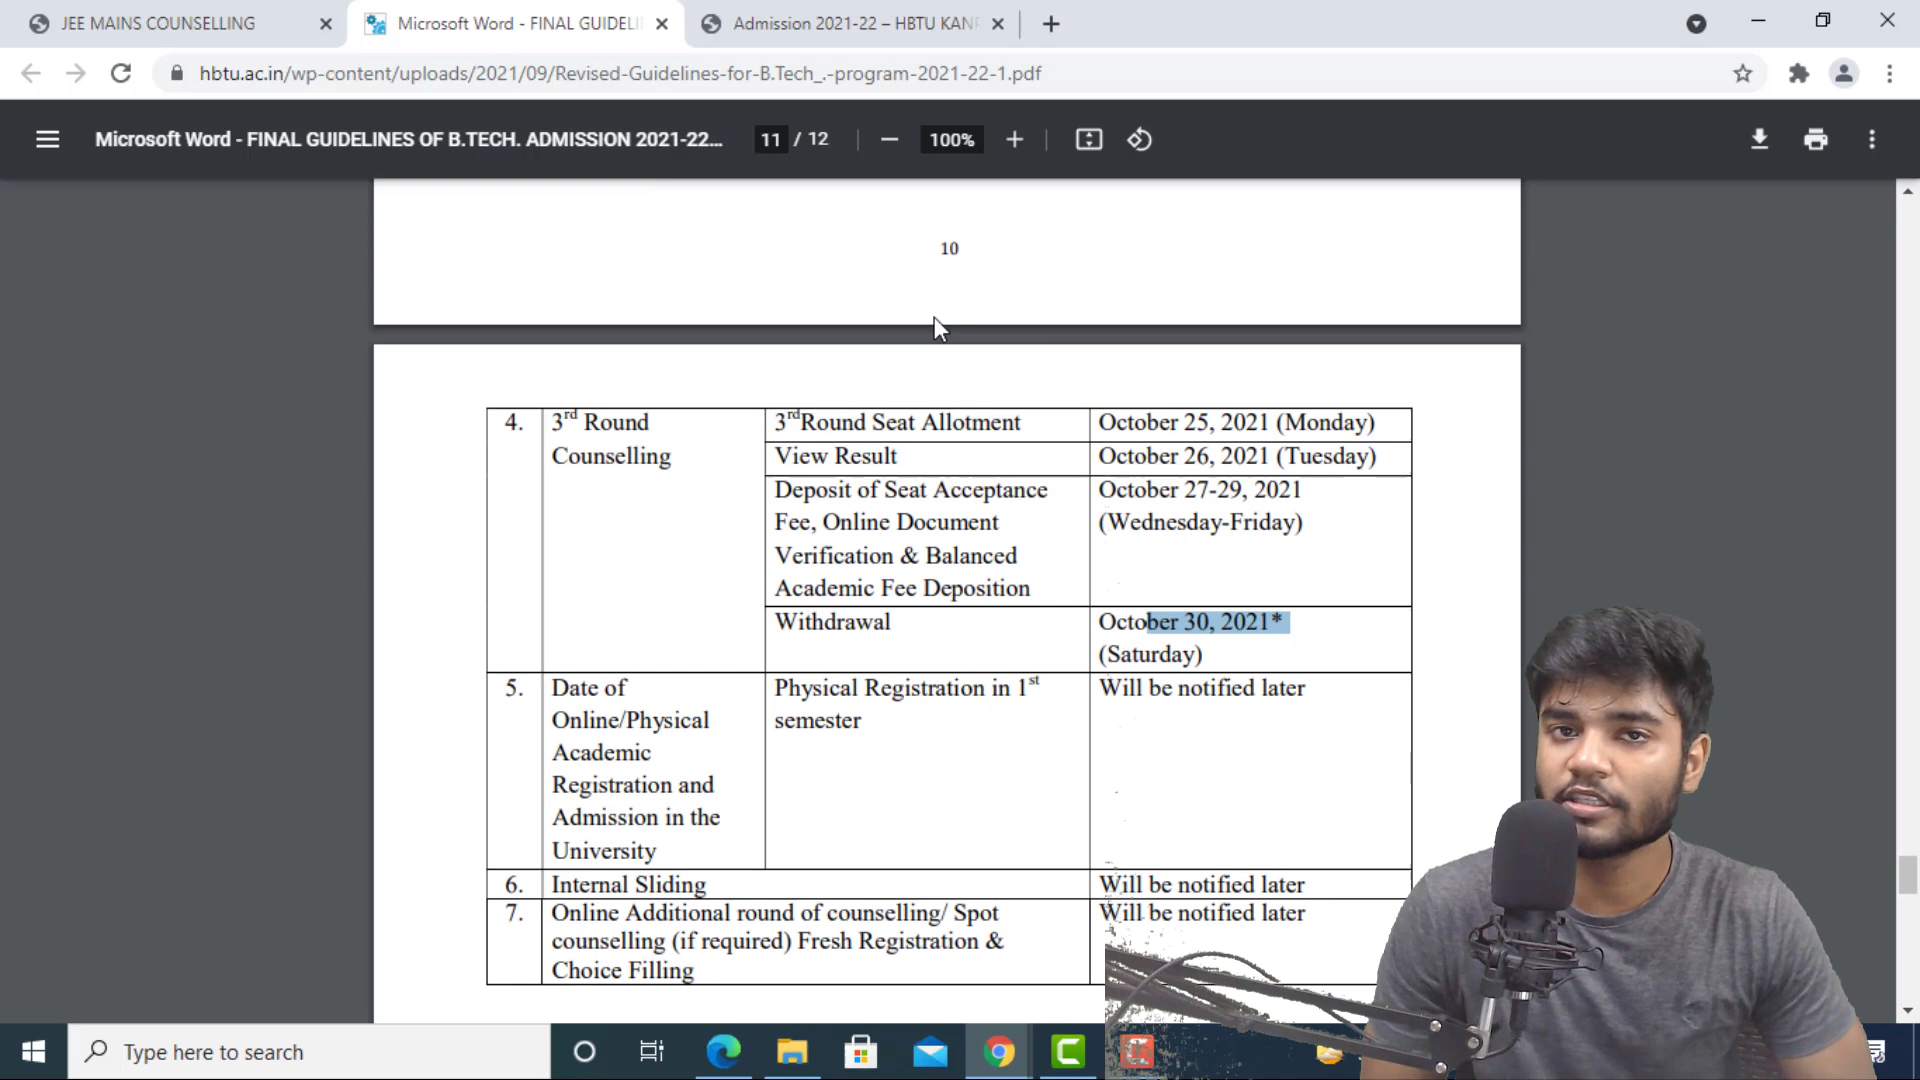 JEE MAINS COUNSELLING
Microsoft Word - FINAL GUIDELI
Admission 2021-22 – HBTU KAN
hbtu.ac.in/wp-content/uploads/2021/09/Revised-Guidelines-for-B.Tech_.-program-2021-22-1.pdf
Microsoft Word - FINAL GUIDELINES OF B.TECH. ADMISSION 2021-22...
11 / 12
100%
10
4.
3rd Round
Counselling
3rdRound Seat Allotment
October 25, 2021 (Monday)
View Result
October 26, 2021 (Tuesday)
Deposit of Seat Acceptance
Fee, Online Document
Verification & Balanced
Academic Fee Deposition
October 27-29, 2021
(Wednesday-Friday)
Withdrawal
October 30, 2021*
(Saturday)
5.
Date of
Online/Physical
Academic
Registration and
Admission in the
University
Physical Registration in 1st
semester
Will be notified later
6.
Internal Sliding
Will be notified later
7.
Online Additional round of counselling/ Spot
counselling (if required) Fresh Registration &
Choice Filling
Will be notified later
Type here to search